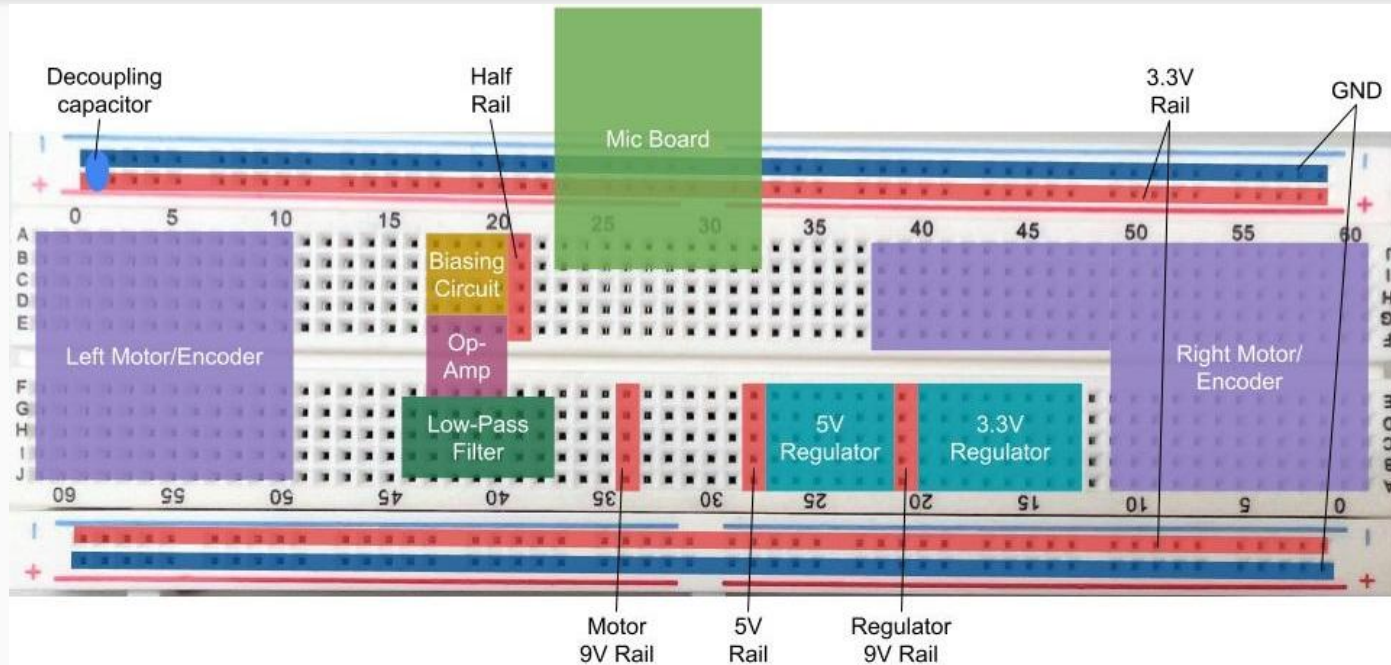 Decoupling
capacitor
Half
Rail
3.3V
Rail
GND
Mic Board
0 5 10 15 20 25 30 35 40 45 50 55 60
A
B
C
D
E
Biasing
Circuit
Left Motor/Encoder
Op-
Amp
Right Motor/
Encoder
F
G
H
I
J
Low-Pass
Filter
5V
Regulator
3.3V
Regulator
60 55 50 45 40 35 30 25 20 15 10 5 0
Motor
9V Rail
5V
Rail
Regulator
9V Rail